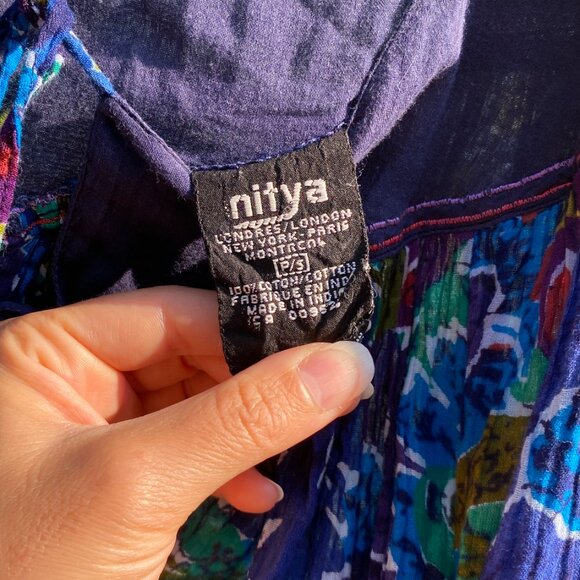 nitya
LONDRES/LONDON
NEW YORK - PARIS
MONTREAL
P/S
100% COTON/COTTON
FABRIQUE EN INDE
MADE IN INDIA